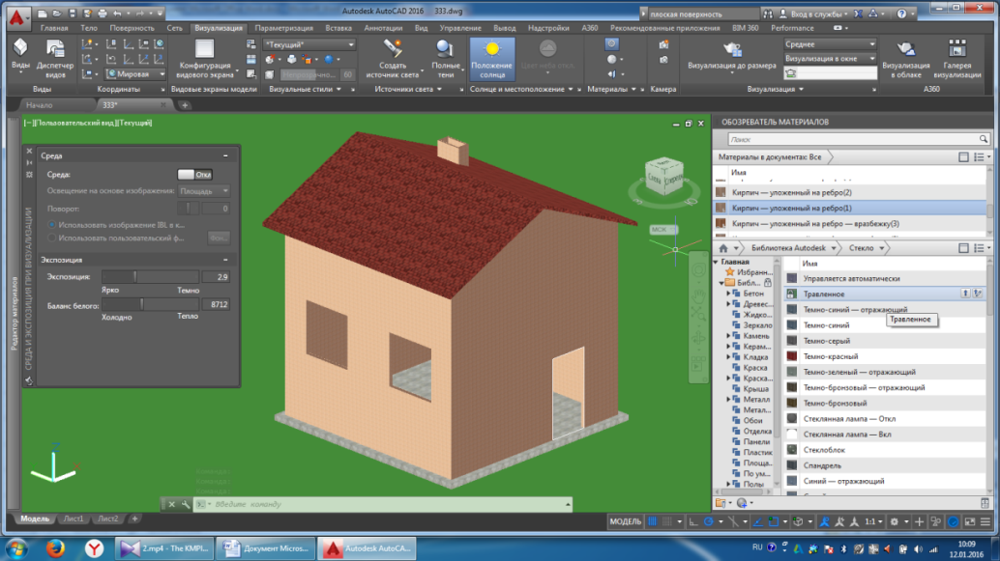 Autodesk AutoCAD 2016 333.dwg
плоская поверхность
Вход в службы
Главная Тело Поверхность Сеть Визуализация Параметризация Вставка Аннотации Вид Управление Вывод Надстройки A360 Рекомендованные приложения BIM 360 Performance
Виды
Диспетчер видов
Мировая
Конфигурация видового экрана
"Текущий"
60
Создать источник света
Полные тени
Положение солнца
Визуализация до размера
Среднее
Визуализация в окне
Визуализация в облаке
Галерея визуализации
Виды Координаты Видовые экраны модели Визуальные стили Источники света Солнце и местоположение Материалы Камера Визуализация A360
Начало 333*
[−][Пользовательский вид][Текущий]
Среда
Среда: Откл
Освещение на основе изображения: Площадь
Поворот: 0
Использовать изображение IBL в к...
Использовать пользовательский ф...
Экспозиция
Экспозиция: 2.9
Ярко Темно
Баланс белого: 8712
Холодно Тепло
Редактор материалов
СРЕДА И ЭКСПОЗИЦИЯ ПРИ ВИЗУАЛИЗАЦИИ
МСК
Команда:
Команда:
Команда:
Введите команду
ОБОЗРЕВАТЕЛЬ МАТЕРИАЛОВ
Поиск
Материалы в документах: Все
Имя
Кирпич — уложенный на ребро(2)
Кирпич — уложенный на ребро(1)
Кирпич — уложенный на ребро — вразбежку(3)
Библиотека Autodesk Стекло
Главная
Избранн...
Библ...
Бетон
Древес...
Жидко...
Зеркало
Камень
Керам...
Кладка
Краска
Краска...
Крыша
Металл
Метал...
Обои
Отделка
Панели
Пластик
Площа...
По ум...
Полы
Имя
Управляется автоматически
Травленное
Темно-синий — отражающий
Травленное
Темно-синий
Темно-серый
Темно-красный
Темно-зеленый — отражающий
Темно-бронзовый — отражающий
Темно-бронзовый
Стеклянная лампа — Откл
Стеклянная лампа — Вкл
Стеклоблок
Спандрель
Синий — отражающий
Модель Лист1 Лист2 +
МОДЕЛЬ 1:1
2.mp4 - The KMPl...
Документ Micros...
Autodesk AutoCA...
RU
10:09
12.01.2016